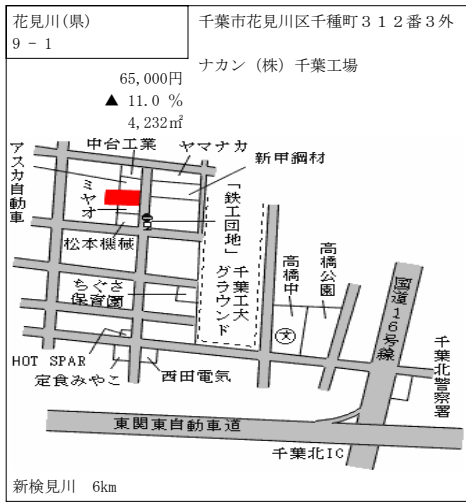 花見川(県)
9 - 1
千葉市花見川区千種町３１２番３外
ナカン（株）千葉工場
65,000円
▲ 11.0 %
4,232㎡
アスカ自動車
中台工業
ヤマナカ
新甲鋼材
ミヤオ
松本機械
「鉄工団地」
千葉工大グラウンド
高橋中
高橋公園
文
国道16号線
ちぐさ
保育園
HOT SPAR
定食みやこ
西田電気
千葉北警察署
東関東自動車道
千葉北IC
新検見川　6km